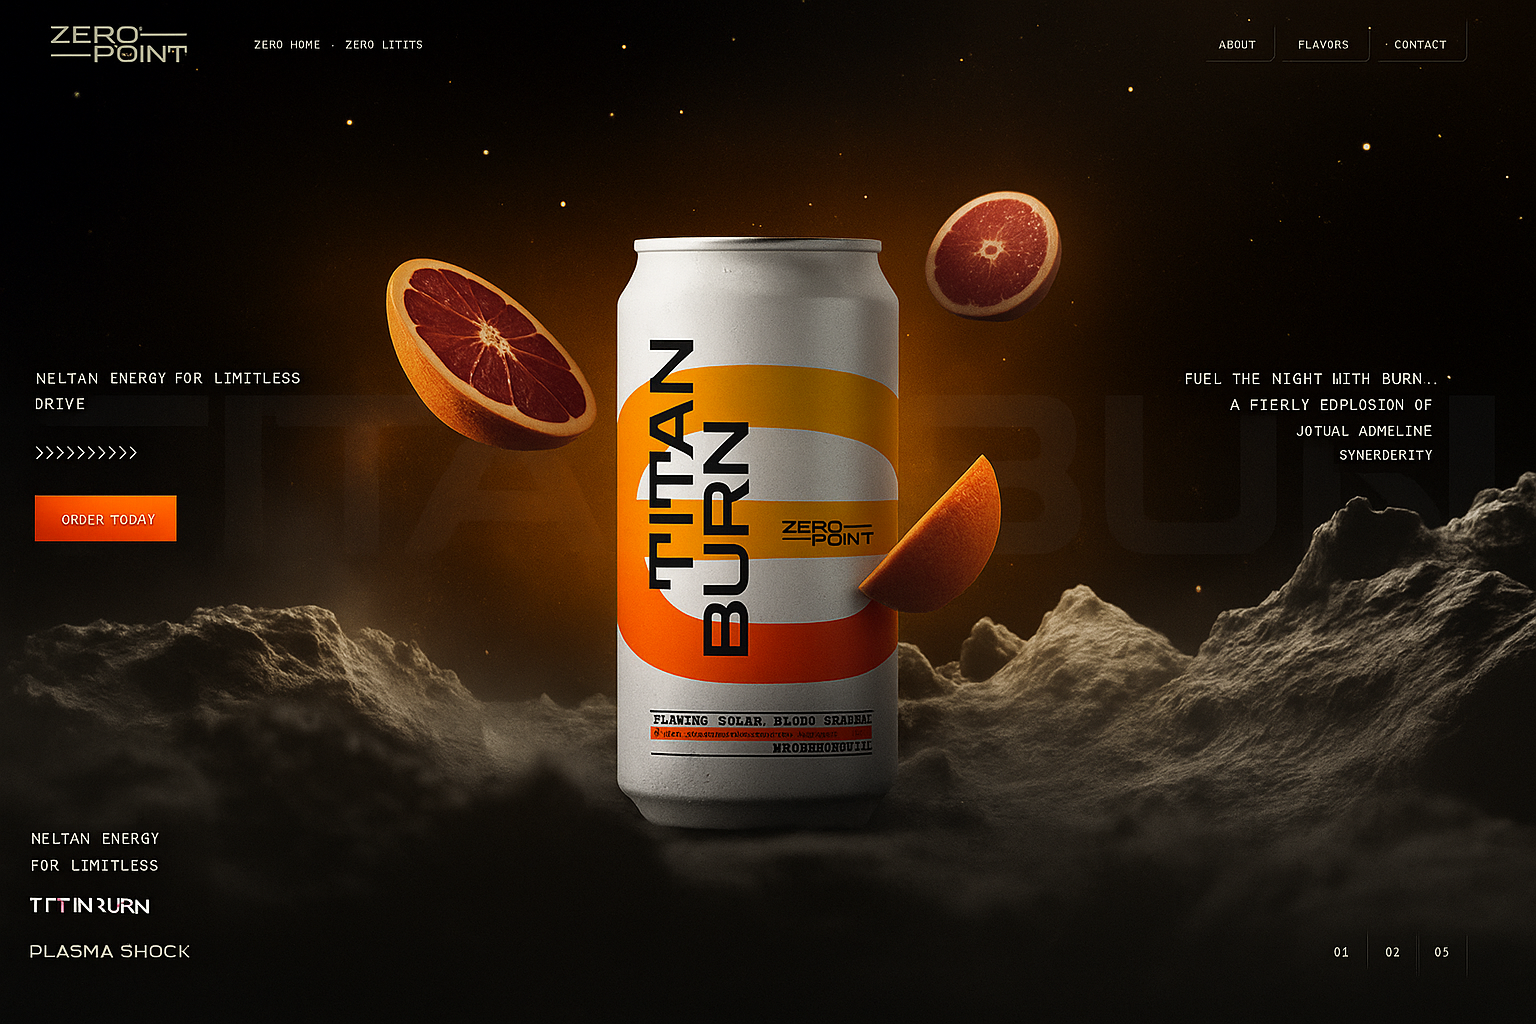 ZERO
POINT
ZERO HOME · ZERO LITITS
ABOUT
FLAVORS
· CONTACT
NELTAN ENERGY FOR LIMITLESS
DRIVE
>>>>>>>>>>
ORDER TODAY
TITAN
BURN
ZERO
POINT
FLAWING SOLAR, BLODO
FUEL THE NIGHT WITH BURN...
A FIERLY EDPLOSION OF
JOTUAL ADMELINE
SYNERDERITY
TITAN BUN
NELTAN ENERGY
FOR LIMITLESS
PLASMA SHOCK
01
02
05